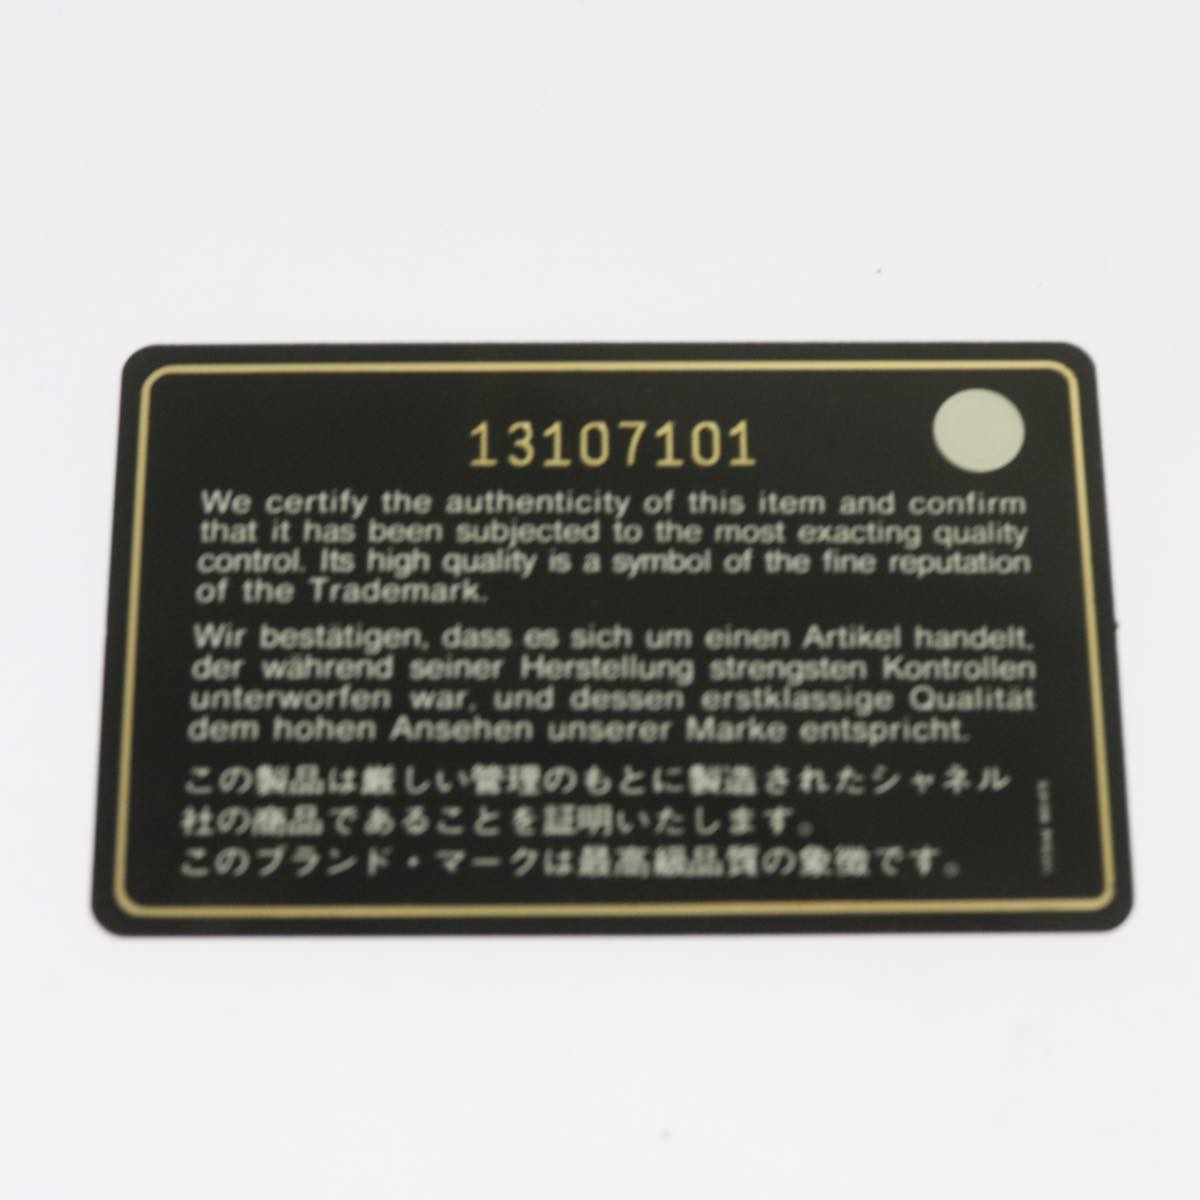 13107101
We certify the authenticity of this item and confirm
that it has been subjected to the most exacting quality
control. Its high quality is a symbol of the fine reputation
of the Trademark.
Wir bestätigen, dass es sich um einen Artikel handelt,
der während seiner Herstellung strengsten Kontrollen
unterworfen war, und dessen erstklassige Qualität
dem hohen Ansehen unserer Marke entspricht.
この製品は厳しい管理のもとに製造されたシャネル
社の商品であることを証明いたします。
このブランド・マークは最高級品質の象徴です。